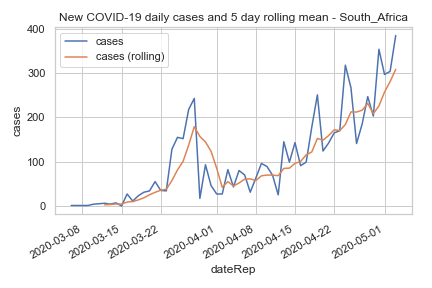 New COVID-19 daily cases and 5 day rolling mean - South_Africa
400
300
200
100
0
cases
cases
cases (rolling)
2020-03-08
2020-03-15
2020-03-22
2020-04-01
2020-04-08
2020-04-15
2020-04-22
2020-05-01
dateRep